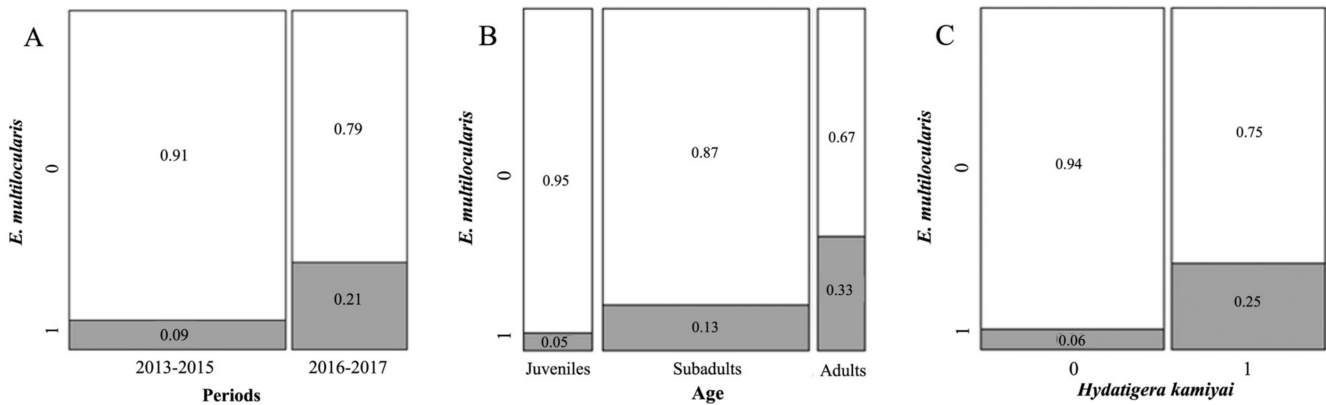 A
E. multilocularis
0
1
0.91
0.09
0.79
0.21
2013-2015
2016-2017
Periods
B
E. multilocularis
0
1
0.95
0.05
0.87
0.13
0.67
0.33
Juveniles
Subadults
Adults
Age
C
E. multilocularis
0
1
0.94
0.06
0.75
0.25
0
1
Hydatigera kamiyai